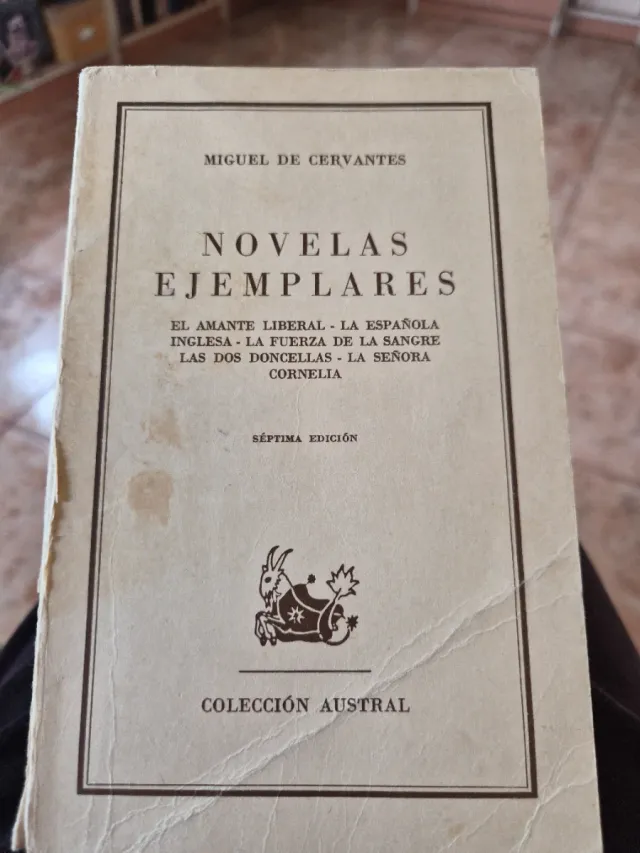 MIGUEL DE CERVANTES
NOVELAS
EJEMPLARES
EL AMANTE LIBERAL - LA ESPAÑOLA
INGLESA - LA FUERZA DE LA SANGRE
LAS DOS DONCELLAS - LA SEÑORA
CORNELIA
SÉPTIMA EDICIÓN
COLECCIÓN AUSTRAL